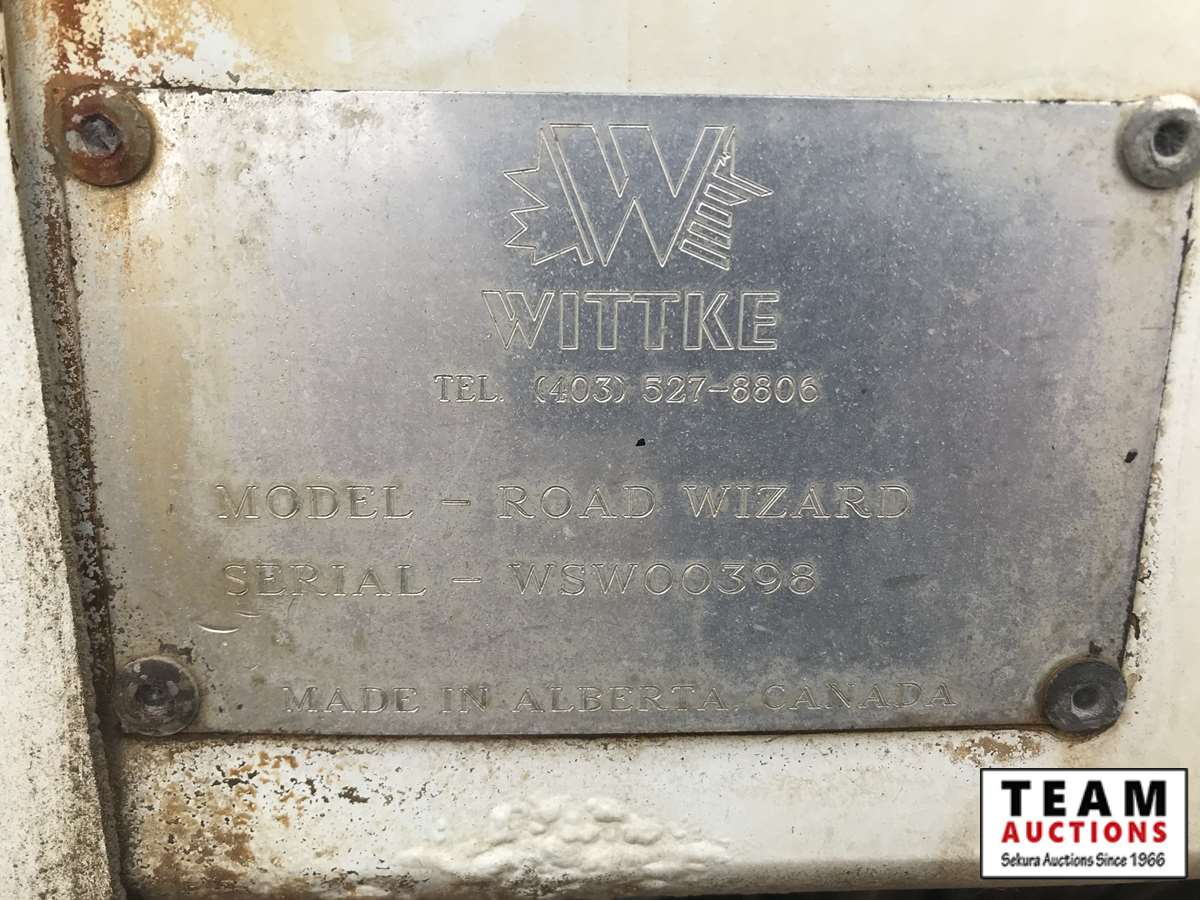 W
WITTKE
TEL. (403) 527-8806
MODEL - ROAD WIZARD
SERIAL - WSW00398
MADE IN ALBERTA, CANADA
TEAM
AUCTIONS
Sekura Auctions Since 1966